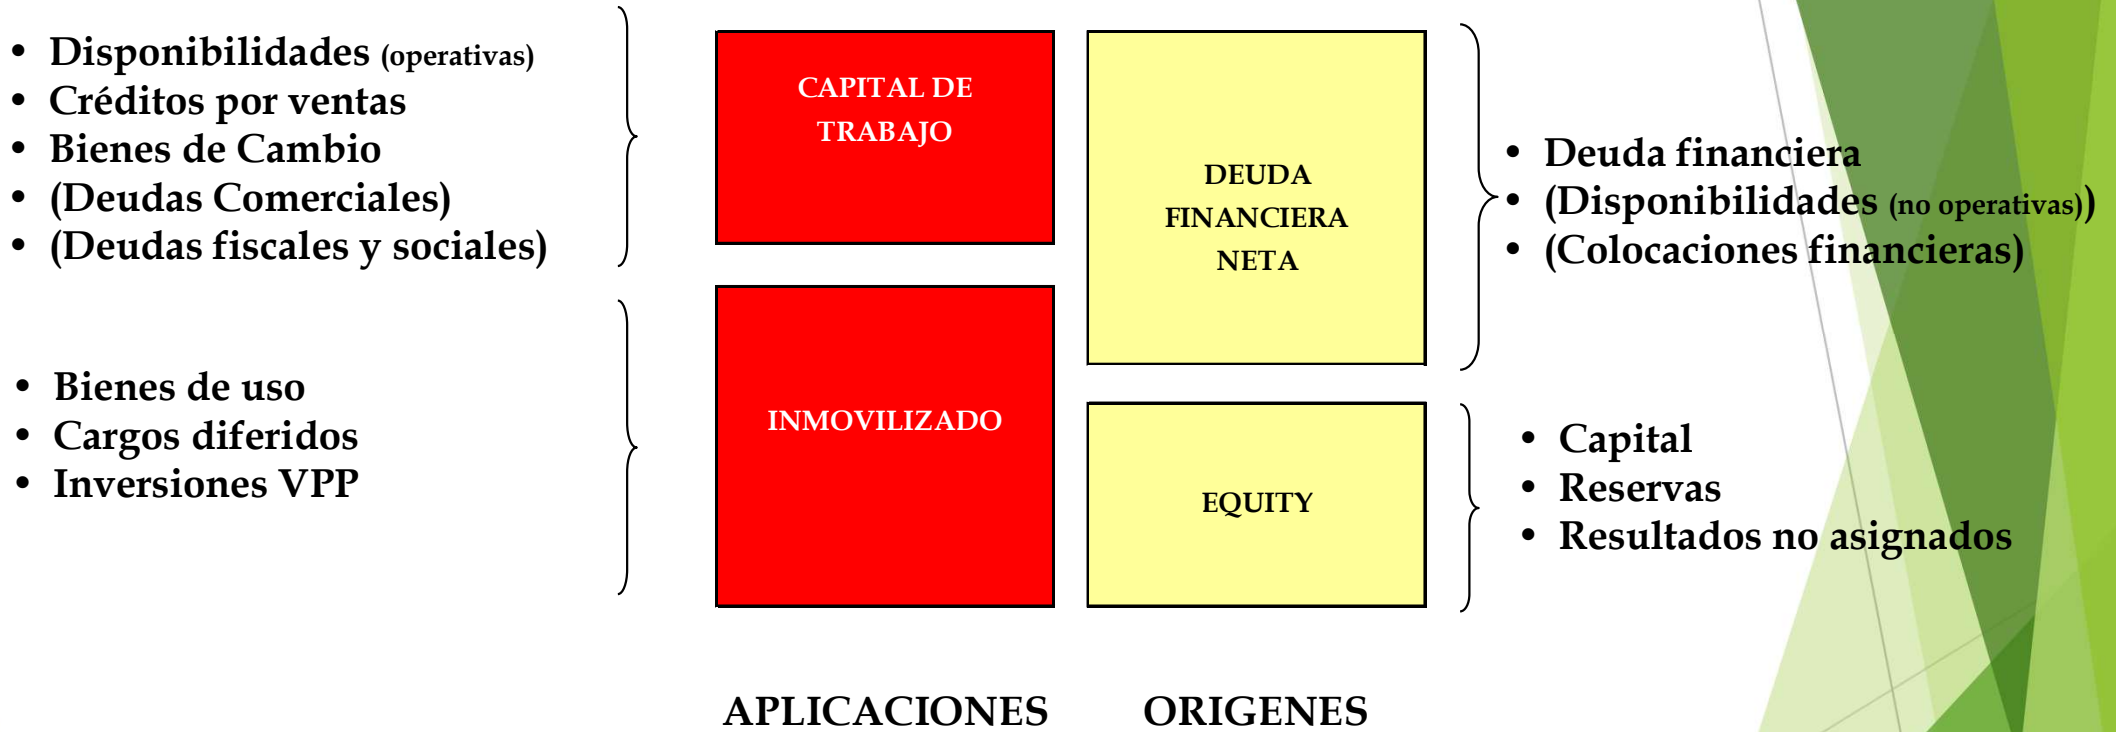 • Disponibilidades (operativas)
• Créditos por ventas
• Bienes de Cambio
• (Deudas Comerciales)
• (Deudas fiscales y sociales)
• Bienes de uso
• Cargos diferidos
• Inversiones VPP
CAPITAL DE
TRABAJO
INMOVILIZADO
DEUDA
FINANCIERA
NETA
EQUITY
• Deuda financiera
• (Disponibilidades (no operativas))
• (Colocaciones financieras)
• Capital
• Reservas
• Resultados no asignados
APLICACIONES
ORIGENES